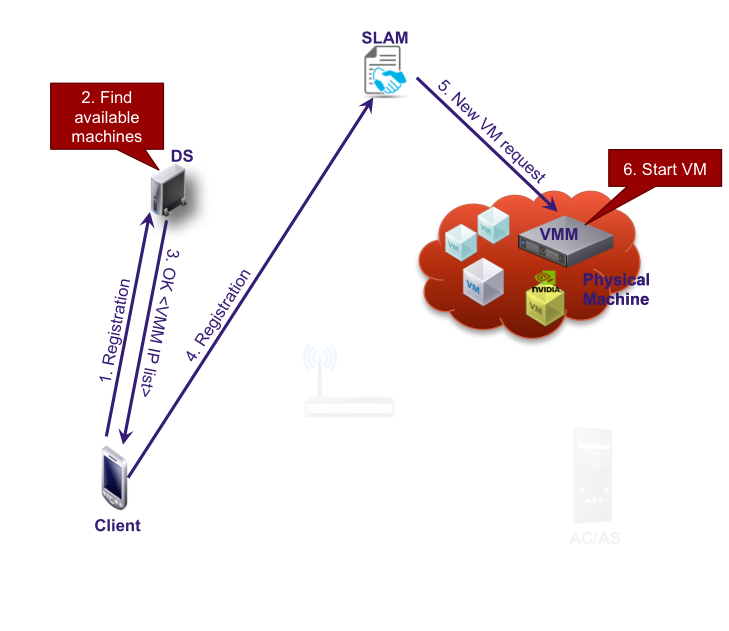 SLAM
2. Find
available
machines
DS
5. New VM request
6. Start VM
VMM
VM
VM
VM
NVIDIA
VM
Physical
Machine
1. Registration
3. OK <VMM IP list>
4. Registration
Client
AC/AS